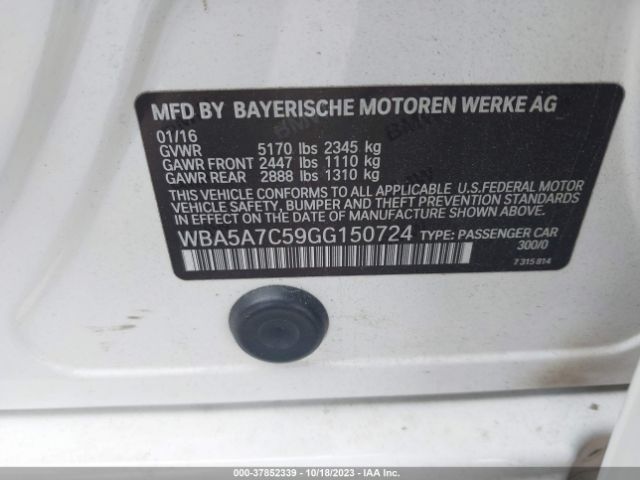 MFD BY BAYERISCHE MOTOREN WERKE AG
01/16
GVWR 5170 lbs 2345 kg
GAWR FRONT 2447 lbs 1110 kg
GAWR REAR 2888 lbs 1310 kg
THIS VEHICLE CONFORMS TO ALL APPLICABLE U.S.FEDERAL MOTOR
VEHICLE SAFETY, BUMPER AND THEFT PREVENTION STANDARDS
IN EFFECT ON THE DATE OF MANUFACTURE SHOWN ABOVE.
WBA5A7C59GG150724 TYPE: PASSENGER CAR
300/0
7 315 814
000-37852339 | 10/18/2023 | IAA Inc.